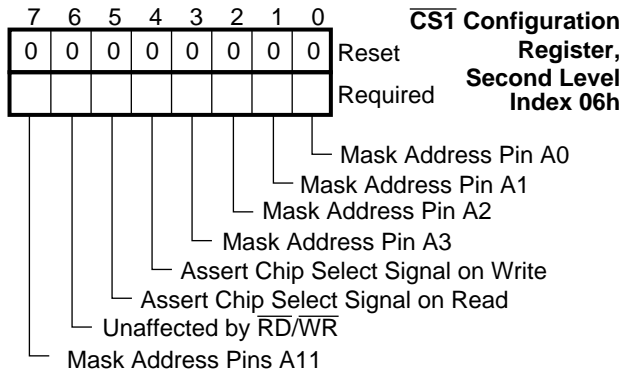 7 6 5 4 3 2 1 0
CS1 Configuration
Register,
Second Level
Index 06h
0 0 0 0 0 0 0 0 Reset
Required
Mask Address Pin A0
Mask Address Pin A1
Mask Address Pin A2
Mask Address Pin A3
Assert Chip Select Signal on Write
Assert Chip Select Signal on Read
Unaffected by RD/WR
Mask Address Pins A11